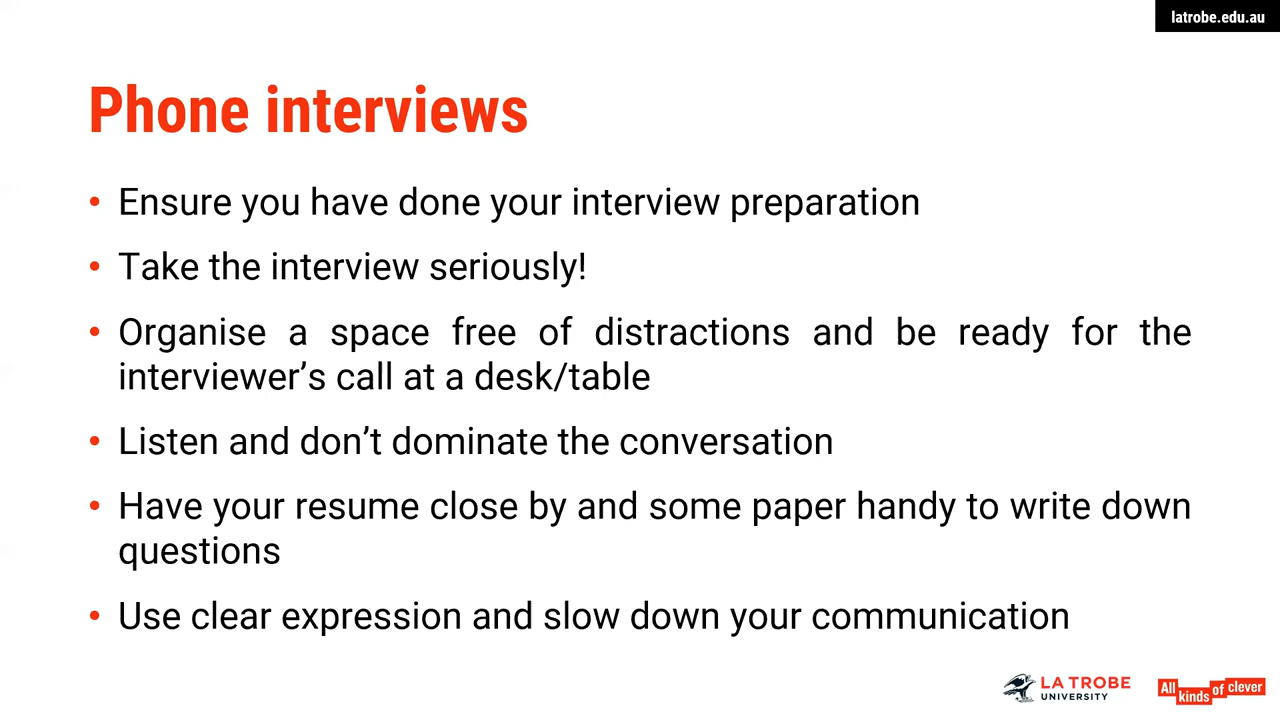 latrobe.edu.au
Phone interviews
• Ensure you have done your interview preparation
• Take the interview seriously!
• Organise a space free of distractions and be ready for the
interviewer’s call at a desk/table
• Listen and don’t dominate the conversation
• Have your resume close by and some paper handy to write down
questions
• Use clear expression and slow down your communication
LA TROBE
UNIVERSITY
All kinds of clever